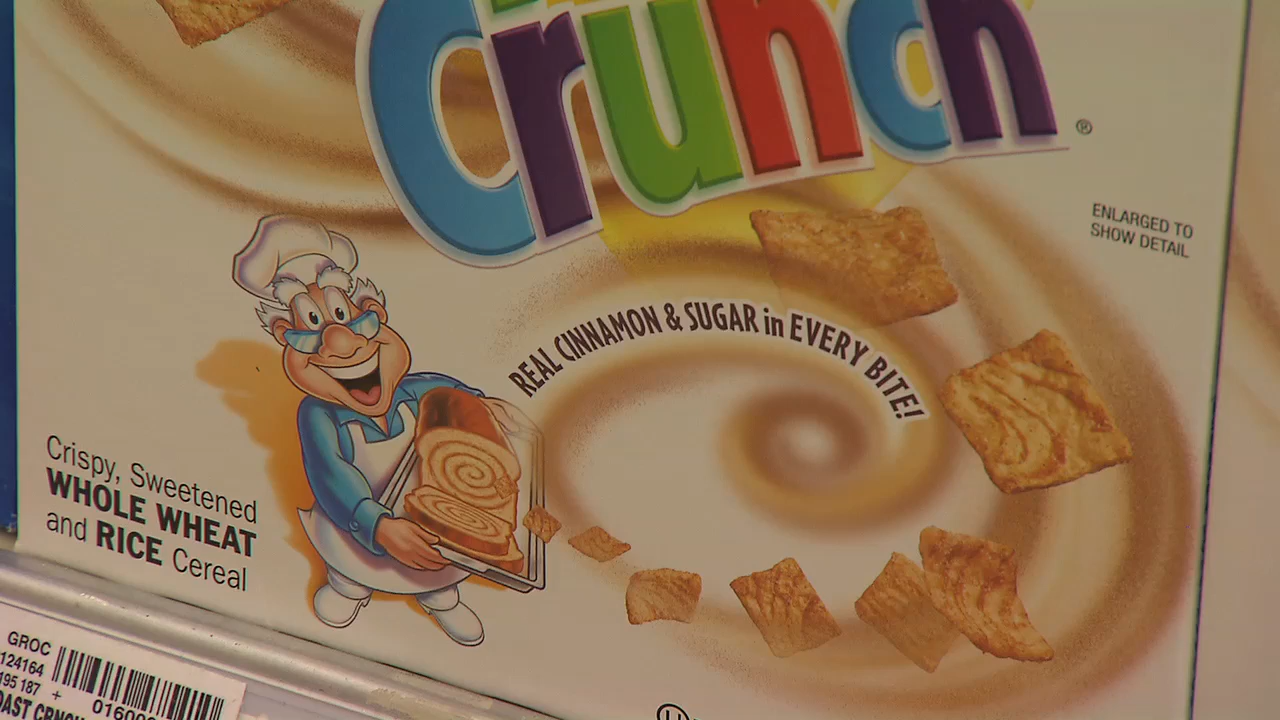 Crunch
®
ENLARGED TO
SHOW DETAIL
REAL CINNAMON & SUGAR in EVERY BITE!
Crispy, Sweetened
WHOLE WHEAT
and RICE Cereal
GROC
124164
195 187 +